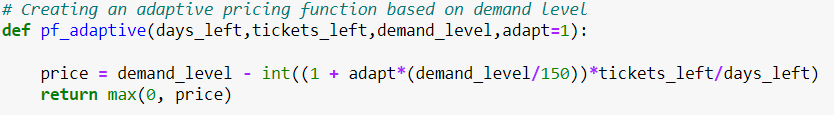 # Creating an adaptive pricing function based on demand level
def pf_adaptive(days_left,tickets_left,demand_level,adapt=1):
    price = demand_level - int((1 + adapt*(demand_level/150))*tickets_left/days_left)
    return max(0, price)